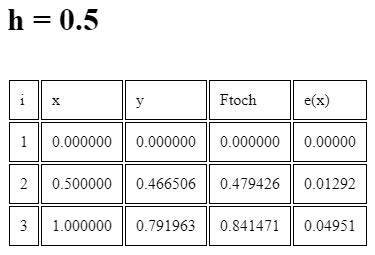 h = 0.5
i x y Ftoch e(x)
1 0.000000 0.000000 0.000000 0.00000
2 0.500000 0.466506 0.479426 0.01292
3 1.000000 0.791963 0.841471 0.04951